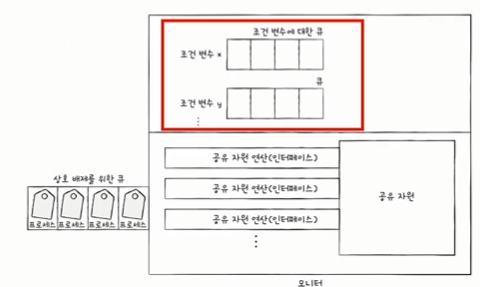 조건 변수에 대한 큐
조건 변수 x
큐
조건 변수 y
⋮
공유 자원 연산(인터페이스)
상호 배제를 위한 큐
공유 자원 연산(인터페이스)
공유 자원
공유 자원 연산(인터페이스)
프로세스 프로세스 프로세스 프로세스
⋮
모니터